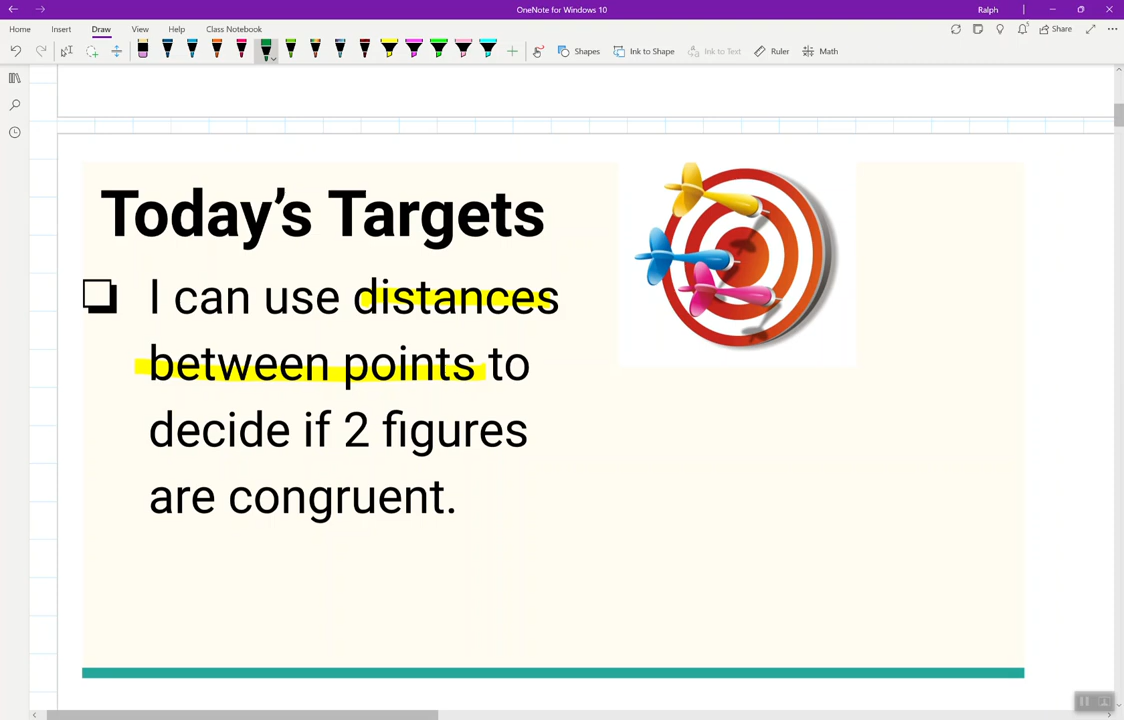 OneNote for Windows 10
Ralph
Home Insert Draw View Help Class Notebook
Share
Shapes Ink to Shape Ink to Text Ruler Math
Today's Targets
I can use distances
between points to
decide if 2 figures
are congruent.